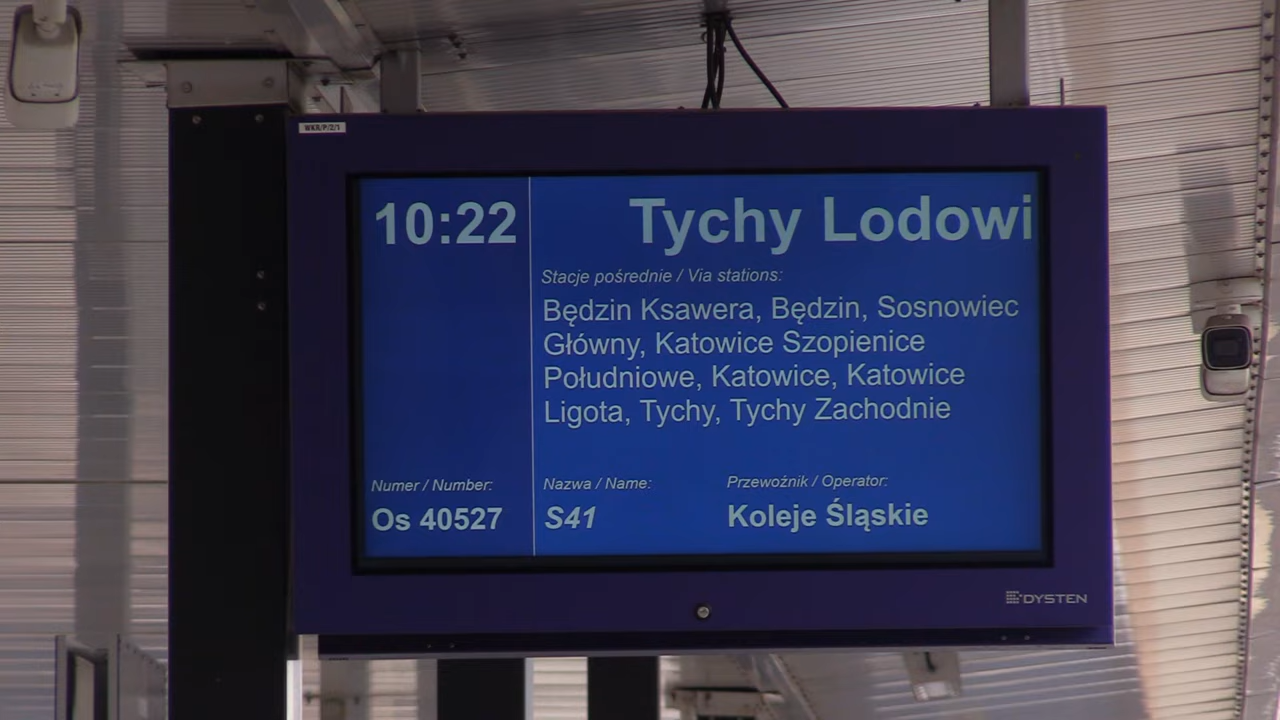 WKR/P/2/1
10:22
Tychy Lodowi
Stacje pośrednie / Via stations:
Będzin Ksawera, Będzin, Sosnowiec
Główny, Katowice Szopienice
Południowe, Katowice, Katowice
Ligota, Tychy, Tychy Zachodnie
Numer / Number:
Os 40527
Nazwa / Name:
S41
Przewoźnik / Operator:
Koleje Śląskie
DYSTEN